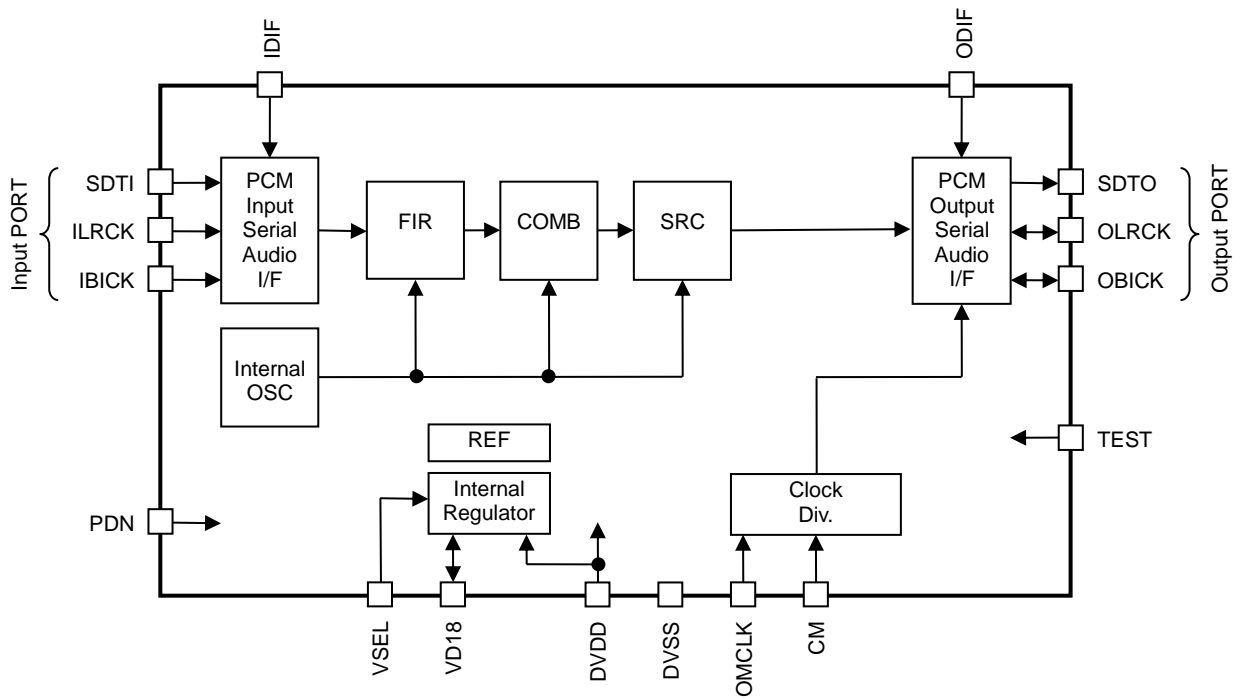 IDIF
ODIF
Input PORT
SDTI
ILRCK
IBICK
PCM
Input
Serial
Audio
I/F
FIR
COMB
SRC
PCM
Output
Serial
Audio
I/F
SDTO
OLRCK
OBICK
Output PORT
Internal
OSC
REF
TEST
Internal
Regulator
Clock
Div.
PDN
VSEL
VD18
DVDD
DVSS
OMCLK
CM